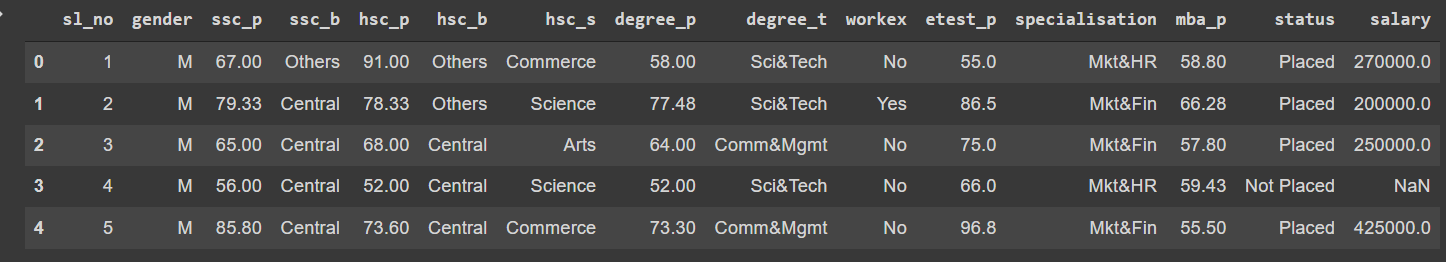 sl_no gender ssc_p ssc_b hsc_p hsc_b hsc_s degree_p degree_t workex etest_p specialisation mba_p status salary
0 1 M 67.00 Others 91.00 Others Commerce 58.00 Sci&Tech No 55.0 Mkt&HR 58.80 Placed 270000.0
1 2 M 79.33 Central 78.33 Others Science 77.48 Sci&Tech Yes 86.5 Mkt&Fin 66.28 Placed 200000.0
2 3 M 65.00 Central 68.00 Central Arts 64.00 Comm&Mgmt No 75.0 Mkt&Fin 57.80 Placed 250000.0
3 4 M 56.00 Central 52.00 Central Science 52.00 Sci&Tech No 66.0 Mkt&HR 59.43 Not Placed NaN
4 5 M 85.80 Central 73.60 Central Commerce 73.30 Comm&Mgmt No 96.8 Mkt&Fin 55.50 Placed 425000.0